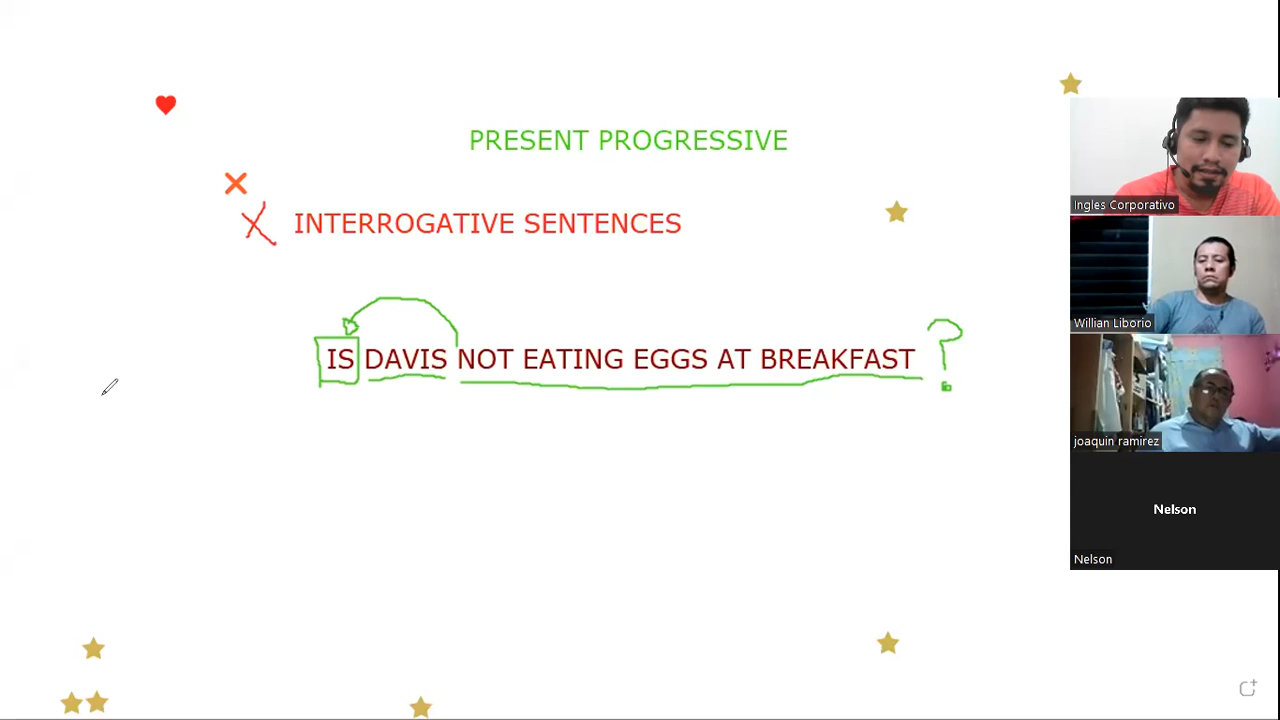 PRESENT PROGRESSIVE
INTERROGATIVE SENTENCES
IS DAVIS NOT EATING EGGS AT BREAKFAST ?
Ingles Corporativo
Willian Liborio
joaquin ramirez
Nelson
Nelson